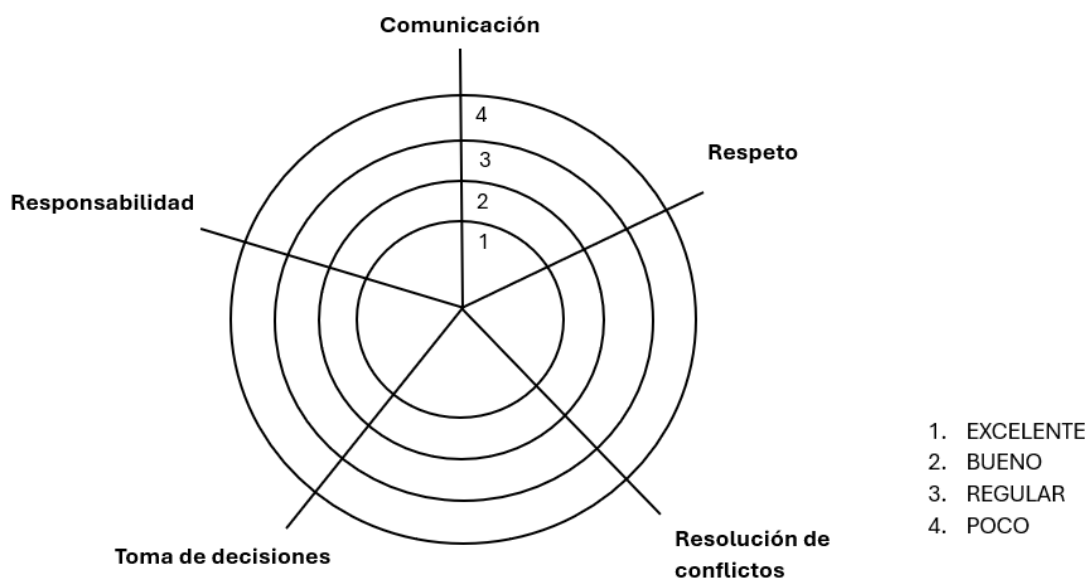 Comunicación
4
3
2
1
Respeto
Responsabilidad
Toma de decisiones
Resolución de
conflictos
1. EXCELENTE
2. BUENO
3. REGULAR
4. POCO